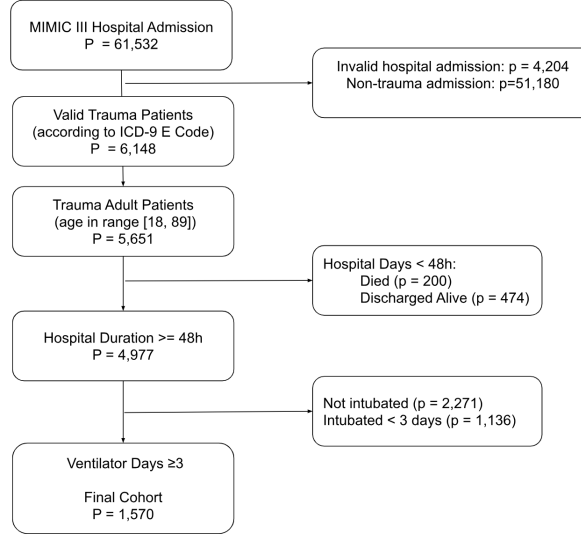 MIMIC III Hospital Admission
P = 61,532
Invalid hospital admission: p = 4,204
Non-trauma admission: p=51,180
Valid Trauma Patients
(according to ICD-9 E Code)
P = 6,148
Trauma Adult Patients
(age in range [18, 89])
P = 5,651
Hospital Days < 48h:
Died (p = 200)
Discharged Alive (p = 474)
Hospital Duration >= 48h
P = 4,977
Not intubated (p = 2,271)
Intubated < 3 days (p = 1,136)
Ventilator Days ≥3
Final Cohort
P = 1,570